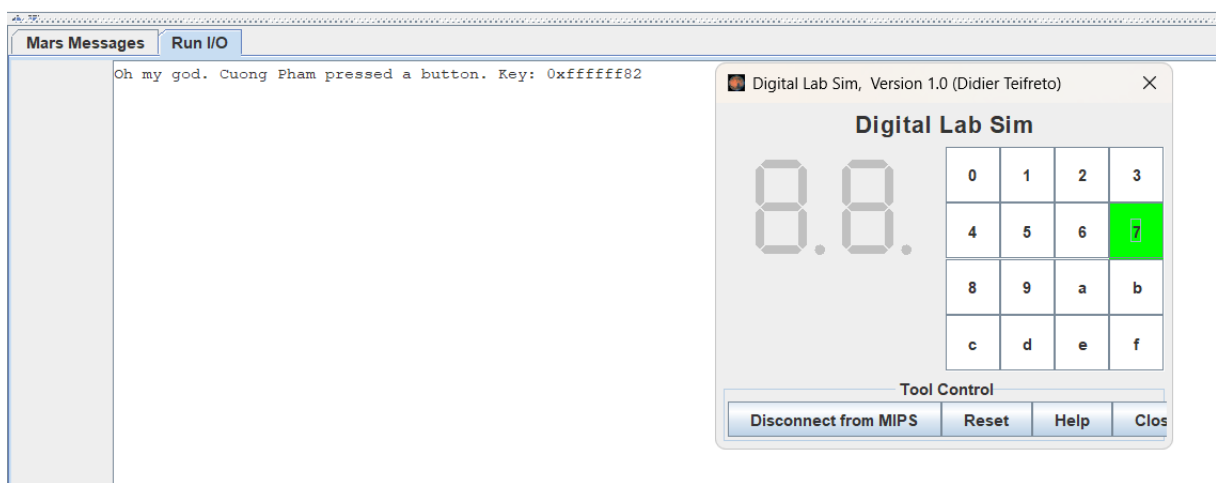 Mars Messages Run I/O
Oh my god. Cuong Pham pressed a button. Key: 0xffffff82
Digital Lab Sim, Version 1.0 (Didier Teifreto)
Digital Lab Sim
8.8.
0 1 2 3
4 5 6 7
8 9 a b
c d e f
Tool Control
Disconnect from MIPS Reset Help Clos